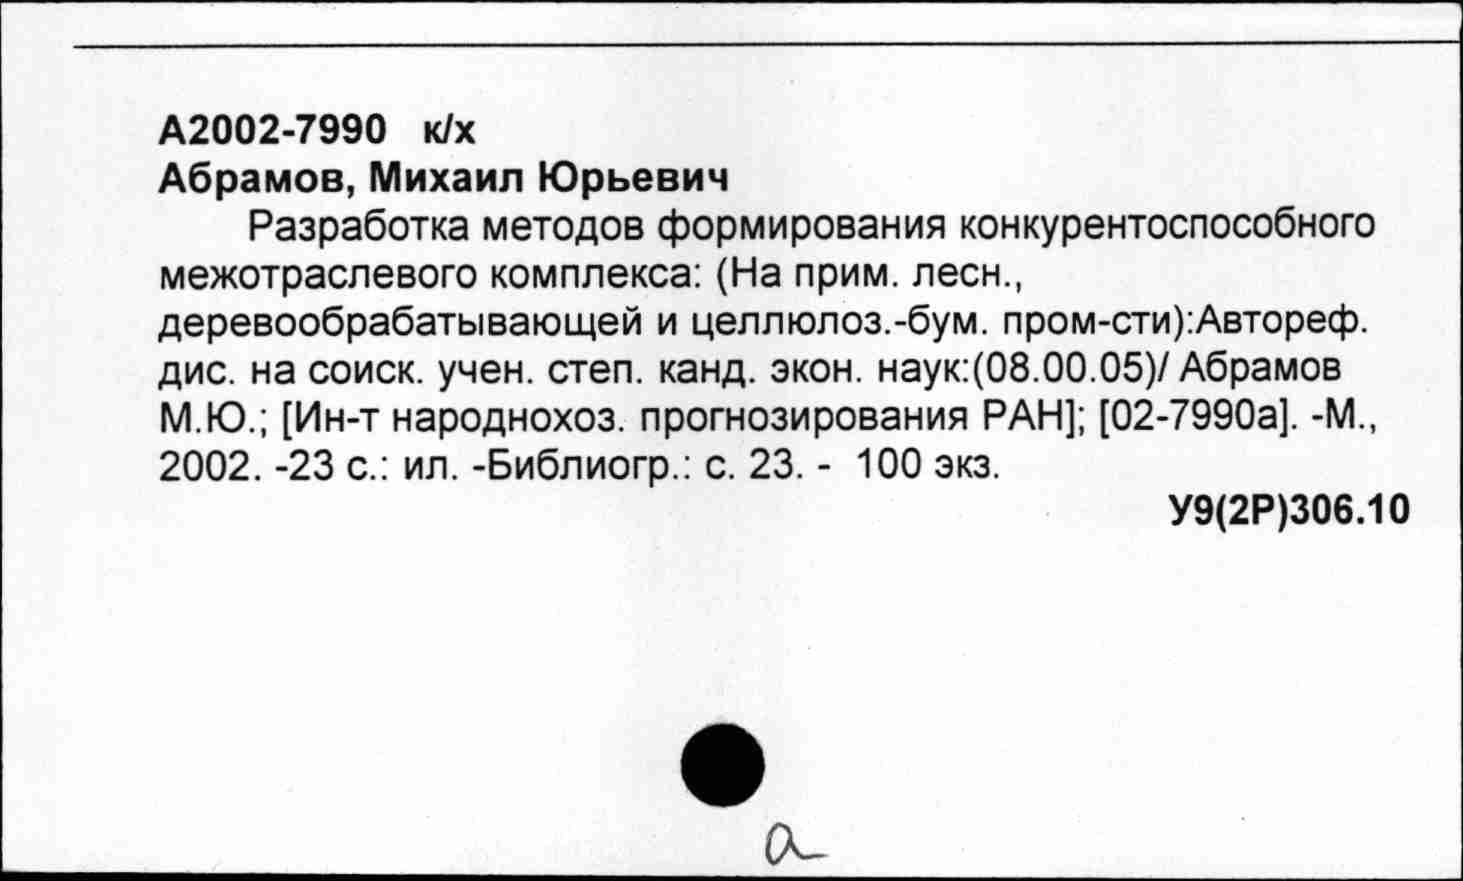 А2002-7990 к/х
Абрамов, Михаил Юрьевич
Разработка методов формирования конкурентоспособного
межотраслевого комплекса: (На прим. лесн.,
деревообрабатывающей и целлюлоз.-бум. пром-сти):Автореф.
дис. на соиск. учен. степ. канд. экон. наук:(08.00.05)/ Абрамов
М.Ю.; [Ин-т народнохоз. прогнозирования РАН]; [02-7990а]. -М.,
2002. -23 с.: ил. -Библиогр.: с. 23. - 100 экз.
У9(2Р)306.10
а